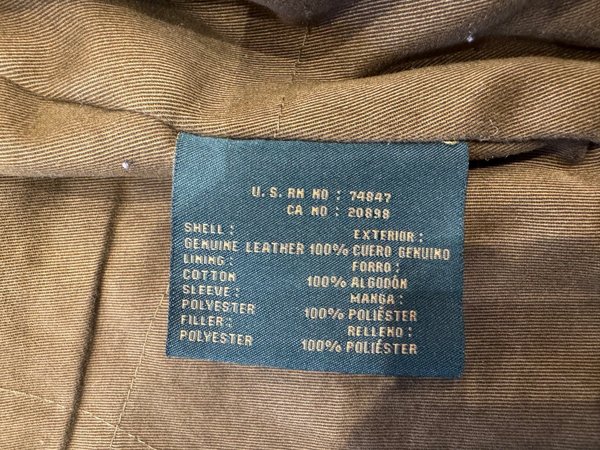 U.S. RN NO : 74847
CA NO : 20898
SHELL : EXTERIOR :
GENUINE LEATHER 100% CUERO GENUINO
LINING : FORRO :
COTTON 100% ALGODÓN
SLEEVE : MANGA :
POLYESTER 100% POLIÉSTER
FILLER : RELLENO :
POLYESTER 100% POLIÉSTER